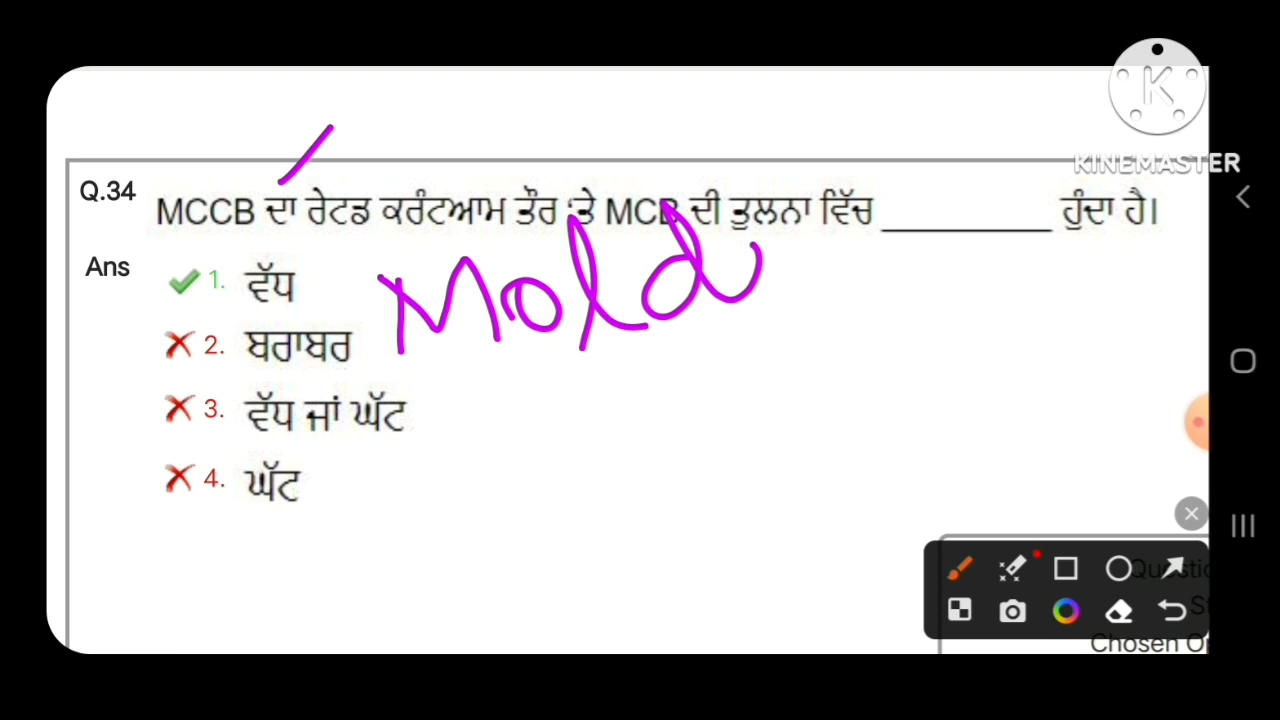 KINEMASTER
Q.34 MCCB ਦਾ ਰੇਟਡ ਕਰੰਟਆਮ ਤੌਰ 'ਤੇ MCB ਦੀ ਤੁਲਨਾ ਵਿੱਚ __________ ਹੁੰਦਾ ਹੈ।
Ans 1. ਵੱਧ
Mold
2. ਬਰਾਬਰ
3. ਵੱਧ ਜਾਂ ਘੱਟ
4. ਘੱਟ
Chosen